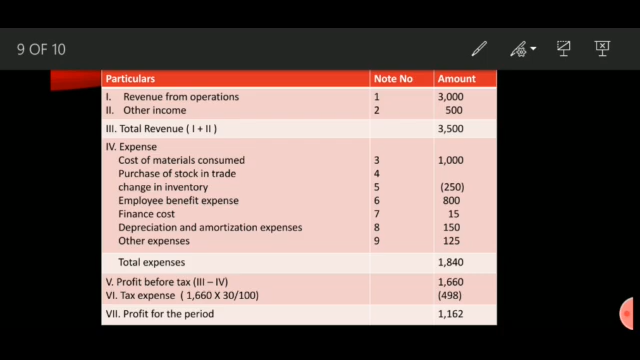 9 OF 10
Particulars Note No Amount
I. Revenue from operations 1 3,000
II. Other income 2 500
III. Total Revenue ( I + II ) 3,500
IV. Expense
Cost of materials consumed 3 1,000
Purchase of stock in trade 4
change in inventory 5 (250)
Employee benefit expense 6 800
Finance cost 7 15
Depreciation and amortization expenses 8 150
Other expenses 9 125
Total expenses 1,840
V. Profit before tax (III – IV) 1,660
VI. Tax expense ( 1,660 X 30/100) (498)
VII. Profit for the period 1,162